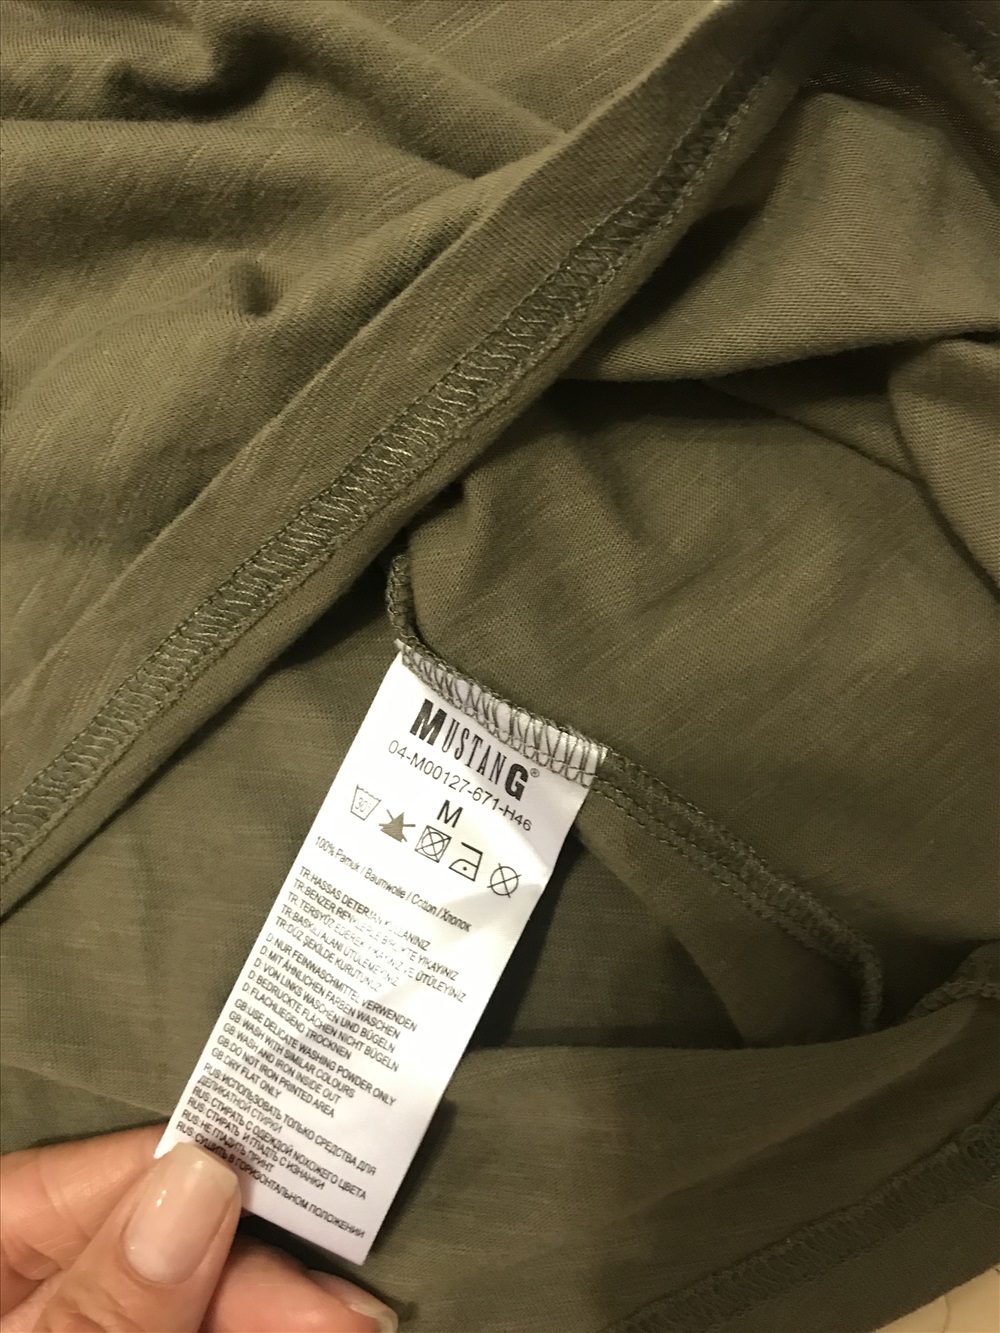 MUSTANG®
04-M00127-671-H46
M
30°
100% Pamuk / Baumwolle / Cotton / Хлопок
TR:HASSAS DETERJAN KULLANINIZ
TR:BENZER RENKLERLE BİRLİKTE YIKAYINIZ
TR:TERSYÜZ EDEREK YIKAYINIZ VE ÜTÜLEYİNİZ
TR:BASKILI ALANI ÜTÜLEMEYİNİZ
TR:DÜZ ŞEKİLDE KURUTUNUZ
D:NUR FEINWASCHMITTEL VERWENDEN
D:MIT ÄHNLICHEN FARBEN WASCHEN
D:VON LINKS WASCHEN UND BÜGELN
D:BEDRUCKTE FLÄCHEN NICHT BÜGELN
D:FLACHLIEGEND TROCKNEN
GB:USE DELICATE WASHING POWDER ONLY
GB:WASH WITH SIMILAR COLOURS
GB:WASH AND IRON INSIDE OUT
GB:DO NOT IRON PRINTED AREA
GB:DRY FLAT ONLY
RUS:ИСПОЛЬЗОВАТЬ ТОЛЬКО СРЕДСТВА ДЛЯ
ДЕЛИКАТНОЙ СТИРКИ
RUS:СТИРАТЬ С ОДЕЖДОЙ NОХОЖЕГО ЦВЕТА
RUS:СТИРАТЬ И ГЛАДТЬ С ИЗНАНКИ
RUS:НЕ ГЛАДИТЬ ПРИНТ
RUS:СУШИТЬ В ГОРИЗОНТАЛЬНОМ ПОЛОЖЕНИИ